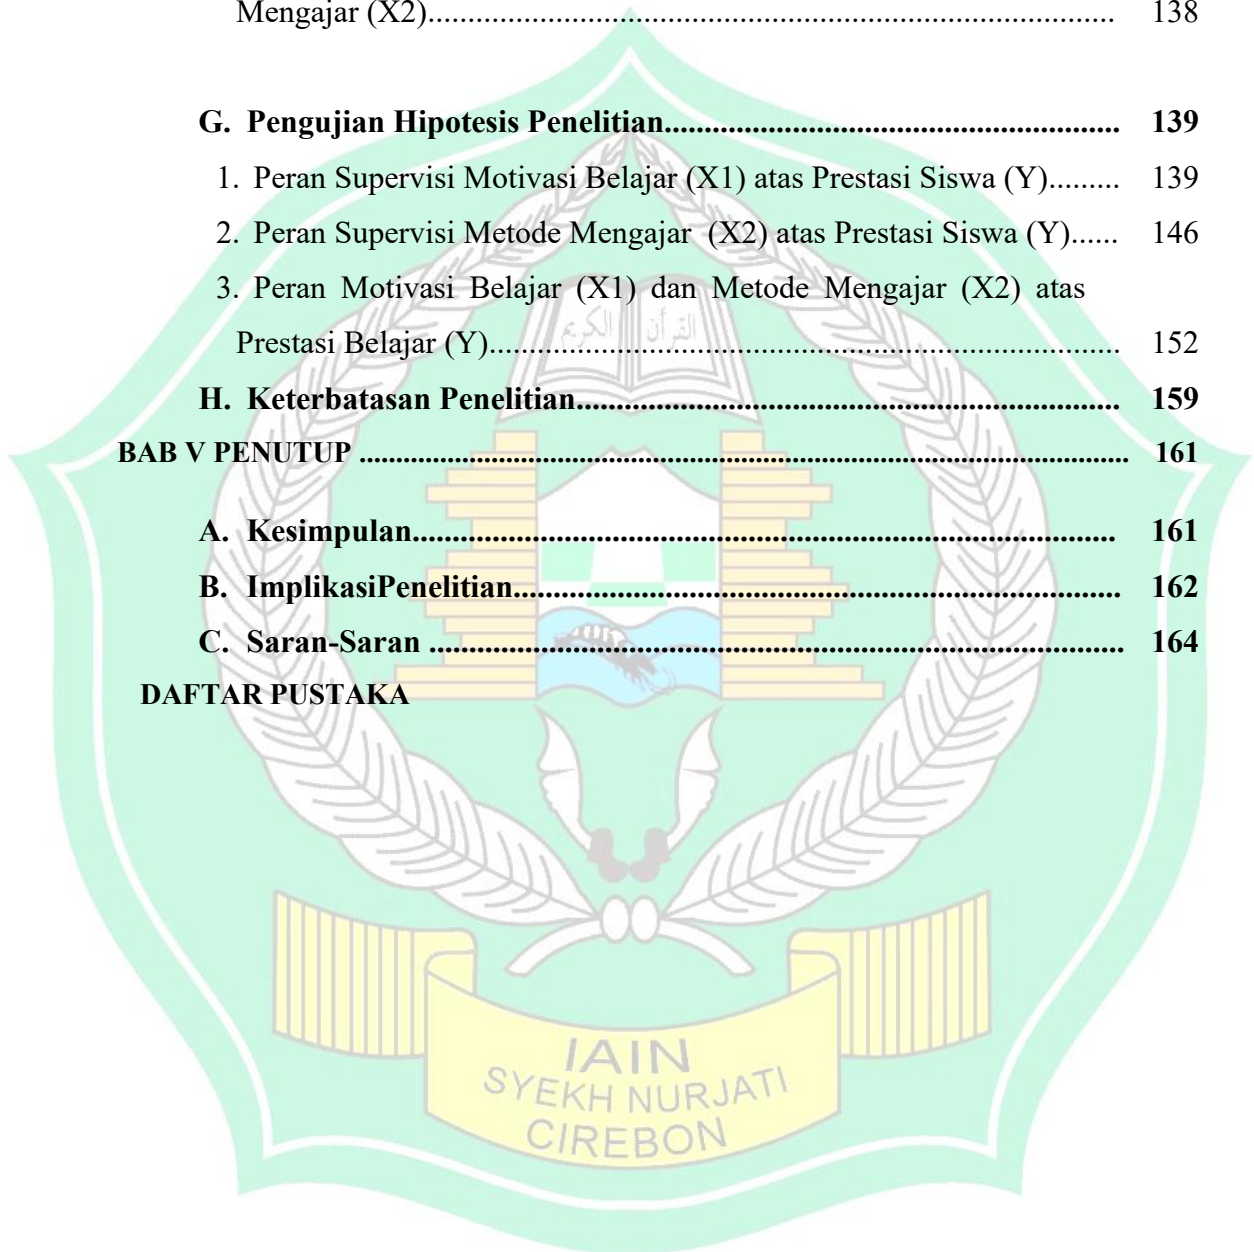 Mengajar (X2)...................................................................................... 138
G. Pengujian Hipotesis Penelitian......................................................... 139
1. Peran Supervisi Motivasi Belajar (X1) atas Prestasi Siswa (Y)......... 139
2. Peran Supervisi Metode Mengajar (X2) atas Prestasi Siswa (Y)...... 146
3. Peran Motivasi Belajar (X1) dan Metode Mengajar (X2) atas
Prestasi Belajar (Y)............................................................................... 152
H. Keterbatasan Penelitian.................................................................... 159
BAB V PENUTUP ......................................................................................................... 161
A. Kesimpulan........................................................................................ 161
B. ImplikasiPenelitian............................................................................ 162
C. Saran-Saran ....................................................................................... 164
DAFTAR PUSTAKA
القرآن الكريم
IAIN
SYEKH NURJATI
CIREBON